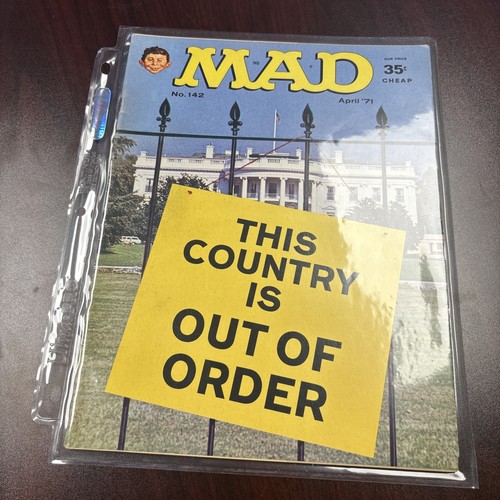 MAD
OUR PRICE
35¢
CHEAP
No. 142
April '71
THIS
COUNTRY
IS
OUT OF
ORDER